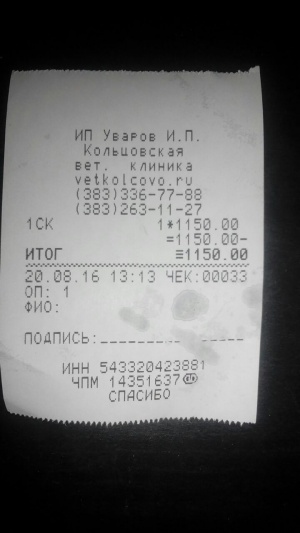 ИП Уваров И.П.
Кольцовская
вет. клиника
vetkolcovo.ru
(383)336-77-88
(383)263-11-27
1СК 1*1150.00
=1150.00-
ИТОГ ≡1150.00
20.08.16 13:13 ЧЕК:00033
ОП: 1
ФИО:
ПОДПИСЬ:
ИНН 543320423881
ЧПМ 14351637
СПАСИБО